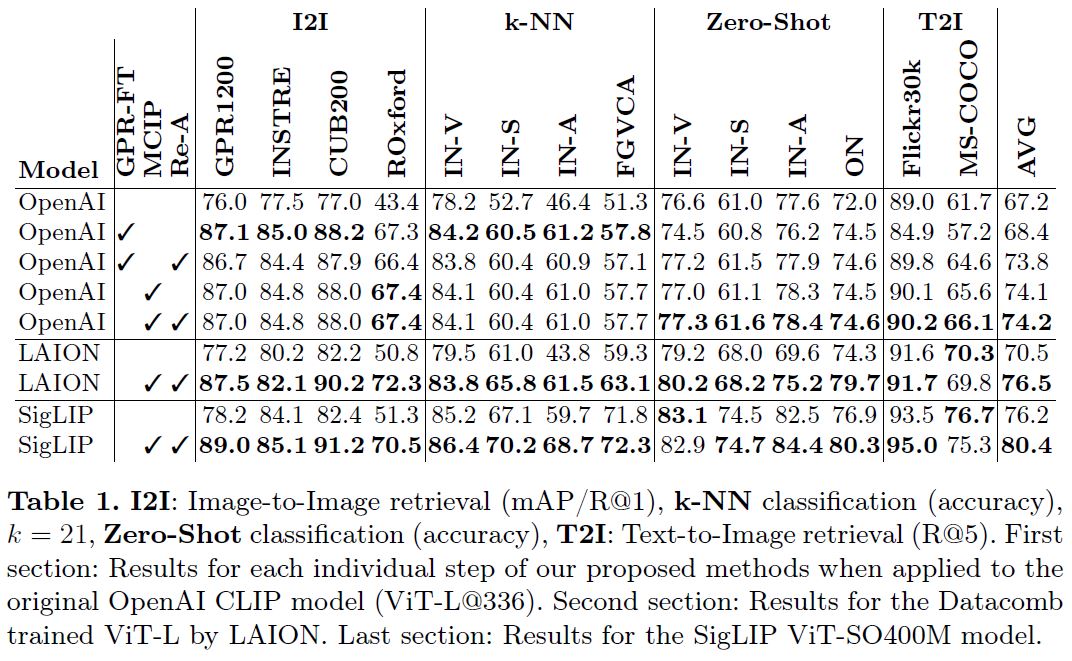 I2I k-NN Zero-Shot T2I
Model GPR-FT MCIP Re-A GPR1200 INSTRE CUB200 ROxford IN-V IN-S IN-A FGVCA IN-V IN-S IN-A ON Flickr30k MS-COCO AVG
OpenAI 76.0 77.5 77.0 43.4 78.2 52.7 46.4 51.3 76.6 61.0 77.6 72.0 89.0 61.7 67.2
OpenAI ✓ 87.1 85.0 88.2 67.3 84.2 60.5 61.2 57.8 74.5 60.8 76.2 74.5 84.9 57.2 68.4
OpenAI ✓ ✓ 86.7 84.4 87.9 66.4 83.8 60.4 60.9 57.1 77.2 61.5 77.9 74.6 89.8 64.6 73.8
OpenAI ✓ 87.0 84.8 88.0 67.4 84.1 60.4 61.0 57.7 77.0 61.1 78.3 74.5 90.1 65.6 74.1
OpenAI ✓ ✓ 87.0 84.8 88.0 67.4 84.1 60.4 61.0 57.7 77.3 61.6 78.4 74.6 90.2 66.1 74.2
LAION 77.2 80.2 82.2 50.8 79.5 61.0 43.8 59.3 79.2 68.0 69.6 74.3 91.6 70.3 70.5
LAION ✓ ✓ 87.5 82.1 90.2 72.3 83.8 65.8 61.5 63.1 80.2 68.2 75.2 79.7 91.7 69.8 76.5
SigLIP 78.2 84.1 82.4 51.3 85.2 67.1 59.7 71.8 83.1 74.5 82.5 76.9 93.5 76.7 76.2
SigLIP ✓ ✓ 89.0 85.1 91.2 70.5 86.4 70.2 68.7 72.3 82.9 74.7 84.4 80.3 95.0 75.3 80.4
Table 1. I2I: Image-to-Image retrieval (mAP/R@1), k-NN classification (accuracy),
k = 21, Zero-Shot classification (accuracy), T2I: Text-to-Image retrieval (R@5). First
section: Results for each individual step of our proposed methods when applied to the
original OpenAI CLIP model (ViT-L@336). Second section: Results for the Datacomb
trained ViT-L by LAION. Last section: Results for the SigLIP ViT-SO400M model.